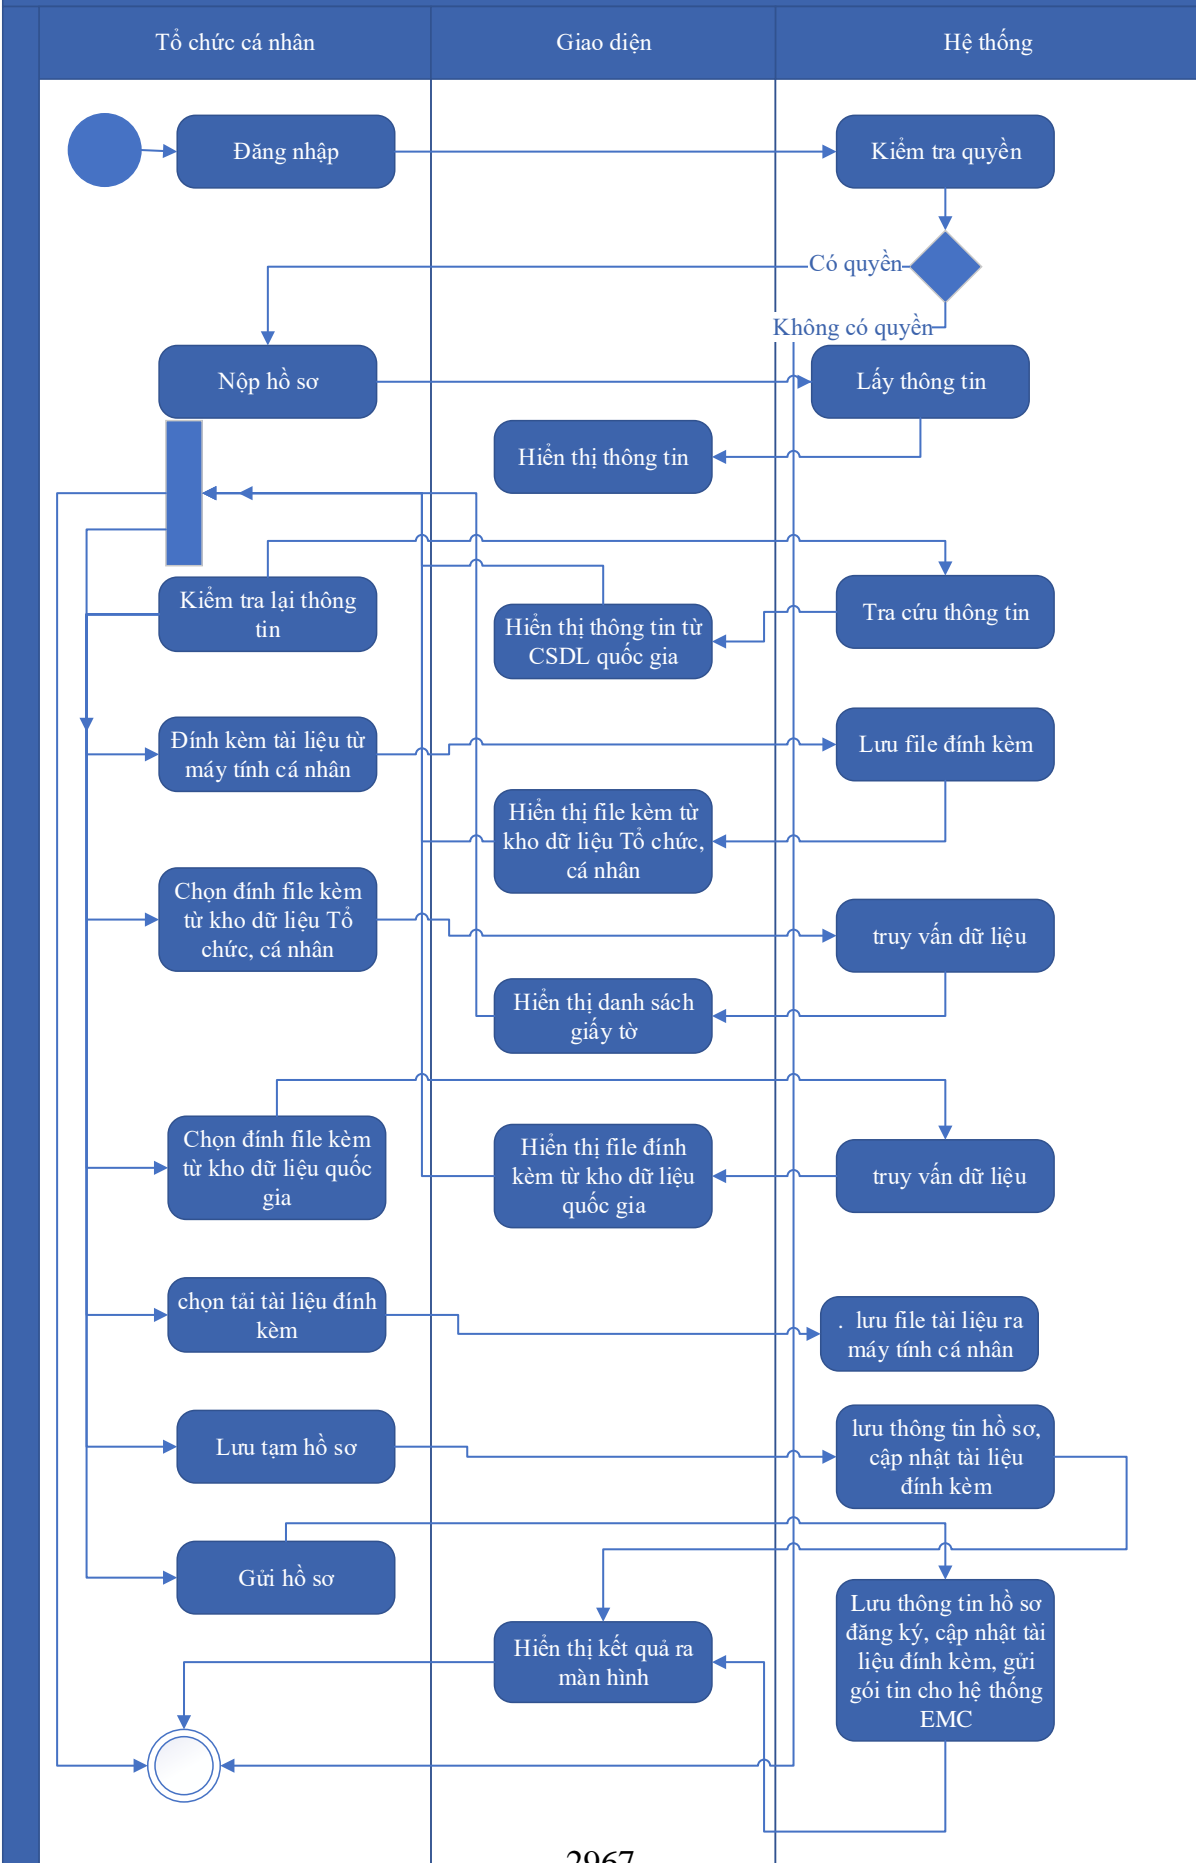 Tổ chức cá nhân
Giao diện
Hệ thống
Đăng nhập
Kiểm tra quyền
Có quyền
Không có quyền
Nộp hồ sơ
Lấy thông tin
Hiển thị thông tin
Kiểm tra lại thông
tin
Hiển thị thông tin từ
CSDL quốc gia
Tra cứu thông tin
Đính kèm tài liệu từ
máy tính cá nhân
Lưu file đính kèm
Hiển thị file kèm từ
kho dữ liệu Tổ chức,
cá nhân
Chọn đính file kèm
từ kho dữ liệu Tổ
chức, cá nhân
truy vấn dữ liệu
Hiển thị danh sách
giấy tờ
Chọn đính file kèm
từ kho dữ liệu quốc
gia
Hiển thị file đính
kèm từ kho dữ liệu
quốc gia
truy vấn dữ liệu
chọn tải tài liệu đính
kèm
. lưu file tài liệu ra
máy tính cá nhân
Lưu tạm hồ sơ
lưu thông tin hồ sơ,
cập nhật tài liệu
đính kèm
Gửi hồ sơ
Hiển thị kết quả ra
màn hình
Lưu thông tin hồ sơ
đăng ký, cập nhật tài
liệu đính kèm, gửi
gói tin cho hệ thống
EMC
2967